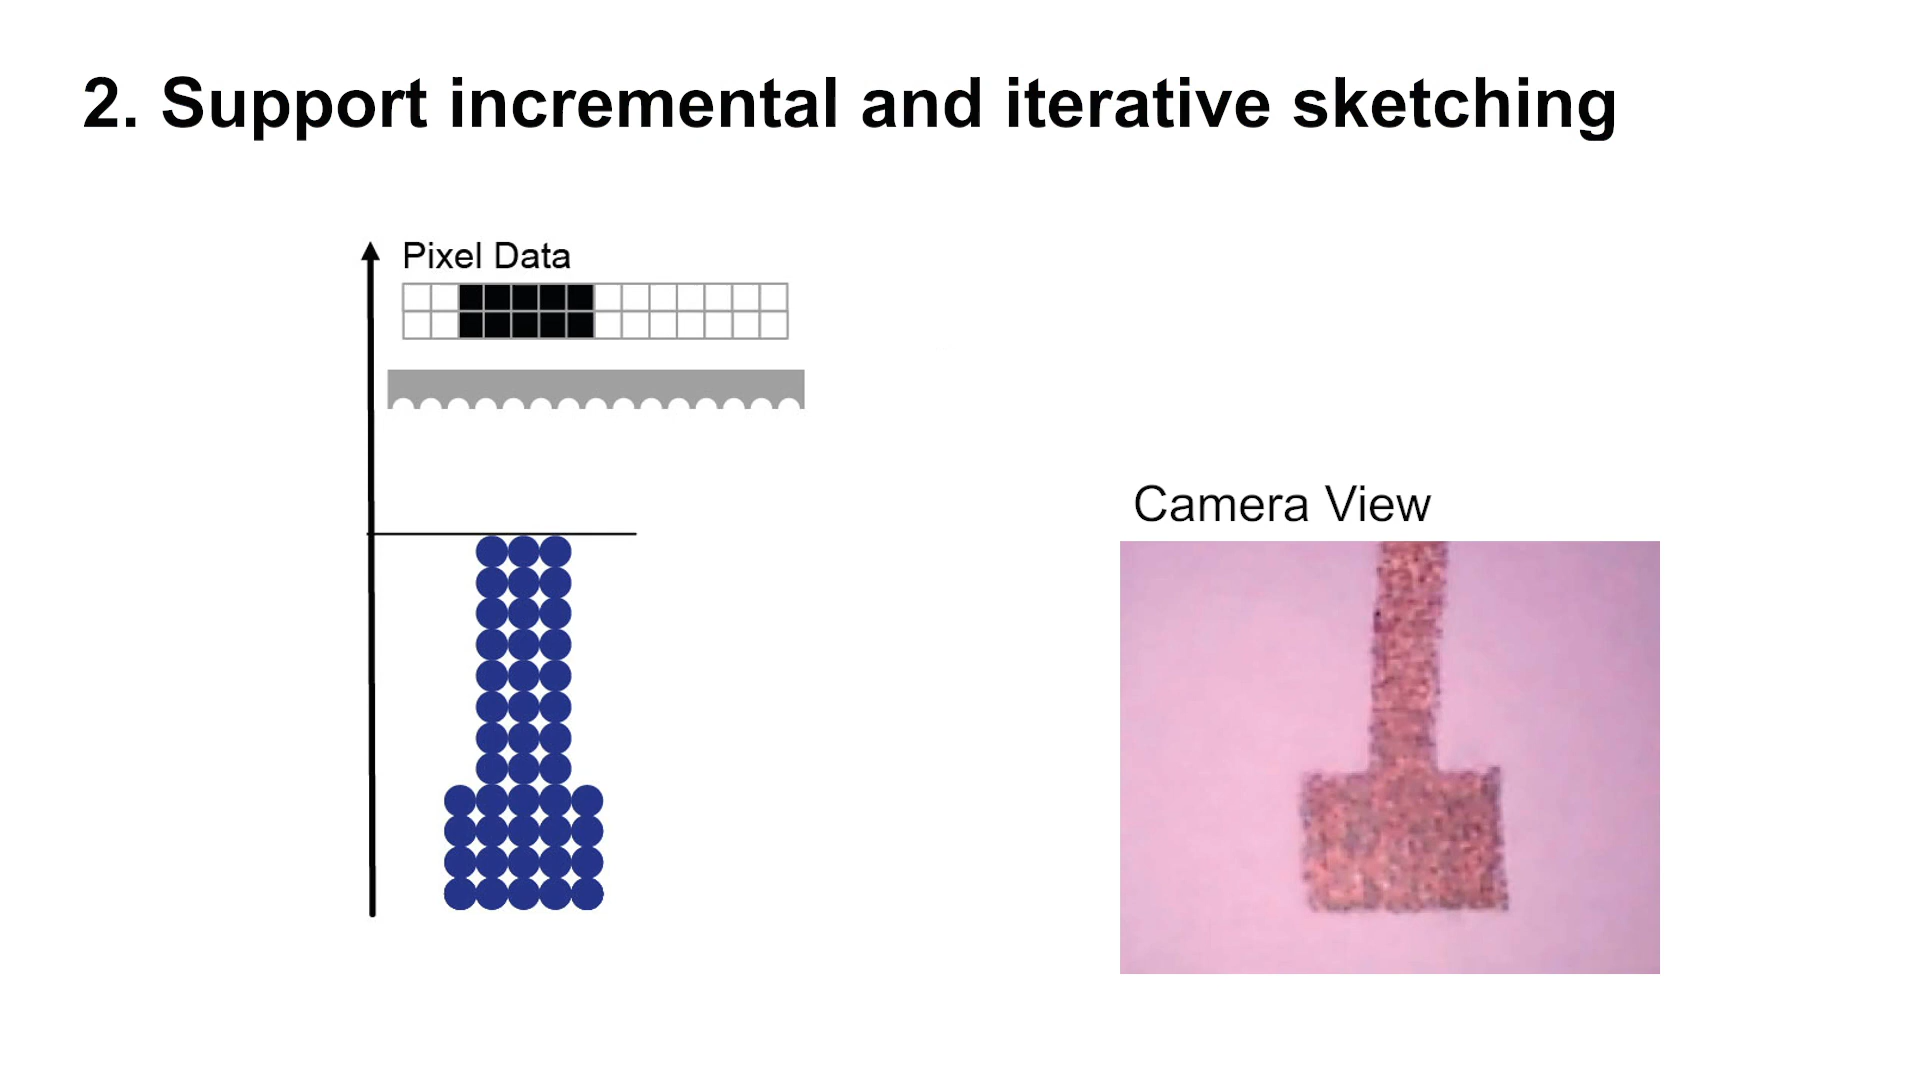 2. Support incremental and iterative sketching
Pixel Data
Camera View